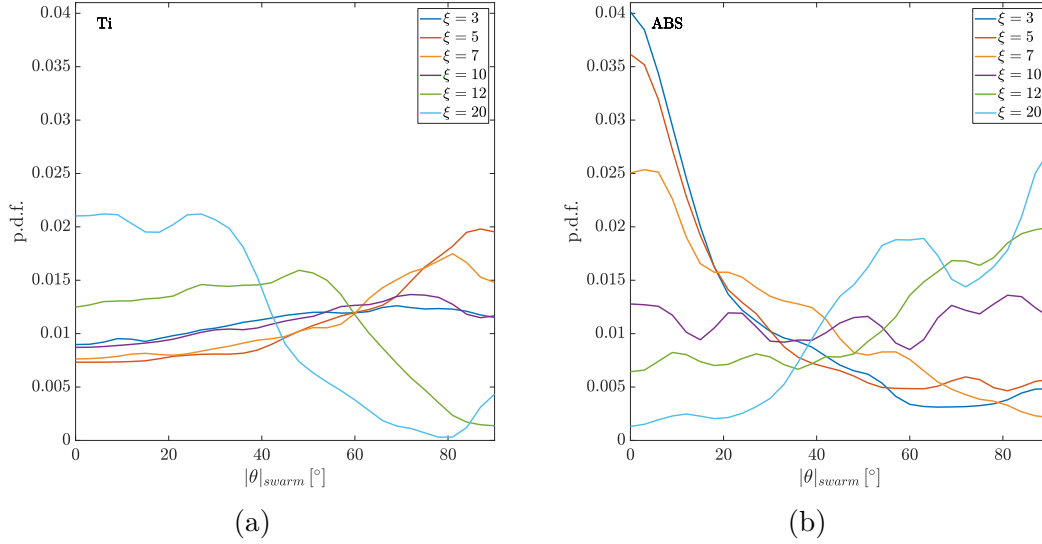 Ti
ξ = 3
ξ = 5
ξ = 7
ξ = 10
ξ = 12
ξ = 20
0.04
0.035
0.03
0.025
0.02
0.015
0.01
0.005
0
p.d.f.
0 20 40 60 80
|θ|swarm [°]
(a)
ABS
ξ = 3
ξ = 5
ξ = 7
ξ = 10
ξ = 12
ξ = 20
0.04
0.035
0.03
0.025
0.02
0.015
0.01
0.005
0
p.d.f.
0 20 40 60 80
|θ|swarm [°]
(b)